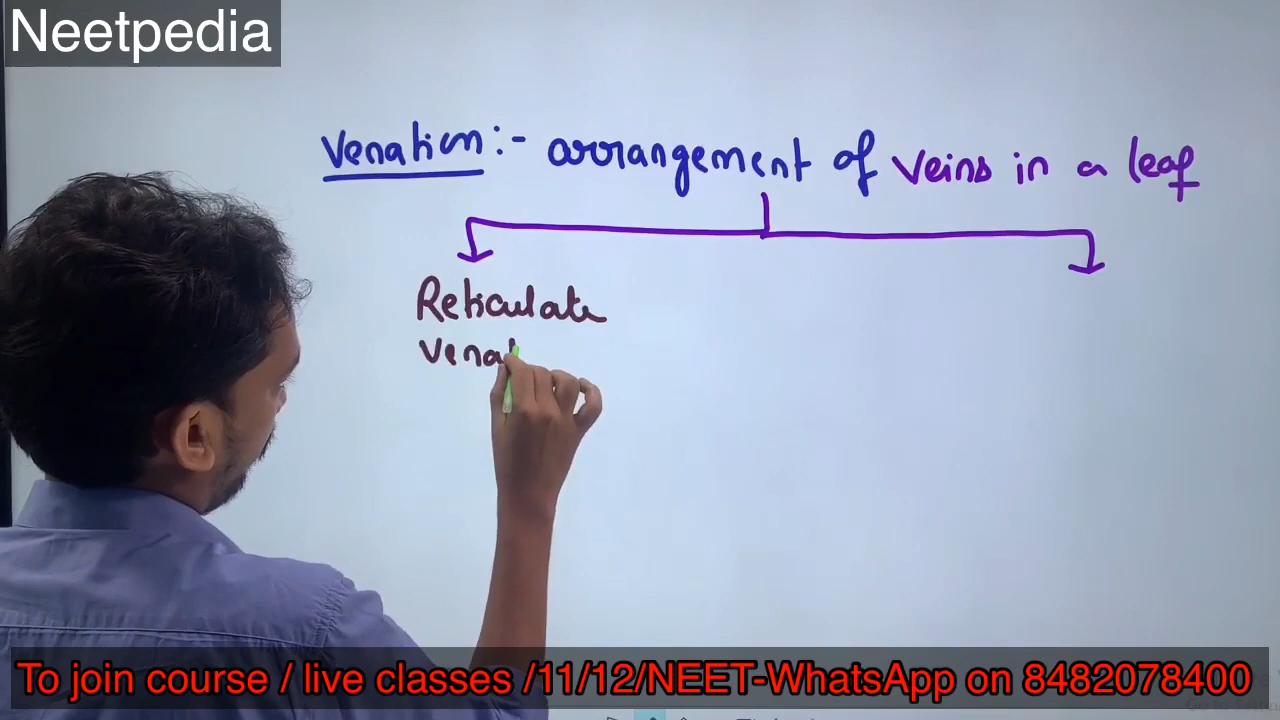 Neetpedia
Venation:- arrangement of veins in a leaf
Reticulate
Venat
To join course / live classes /11/12/NEET-WhatsApp on 8482078400